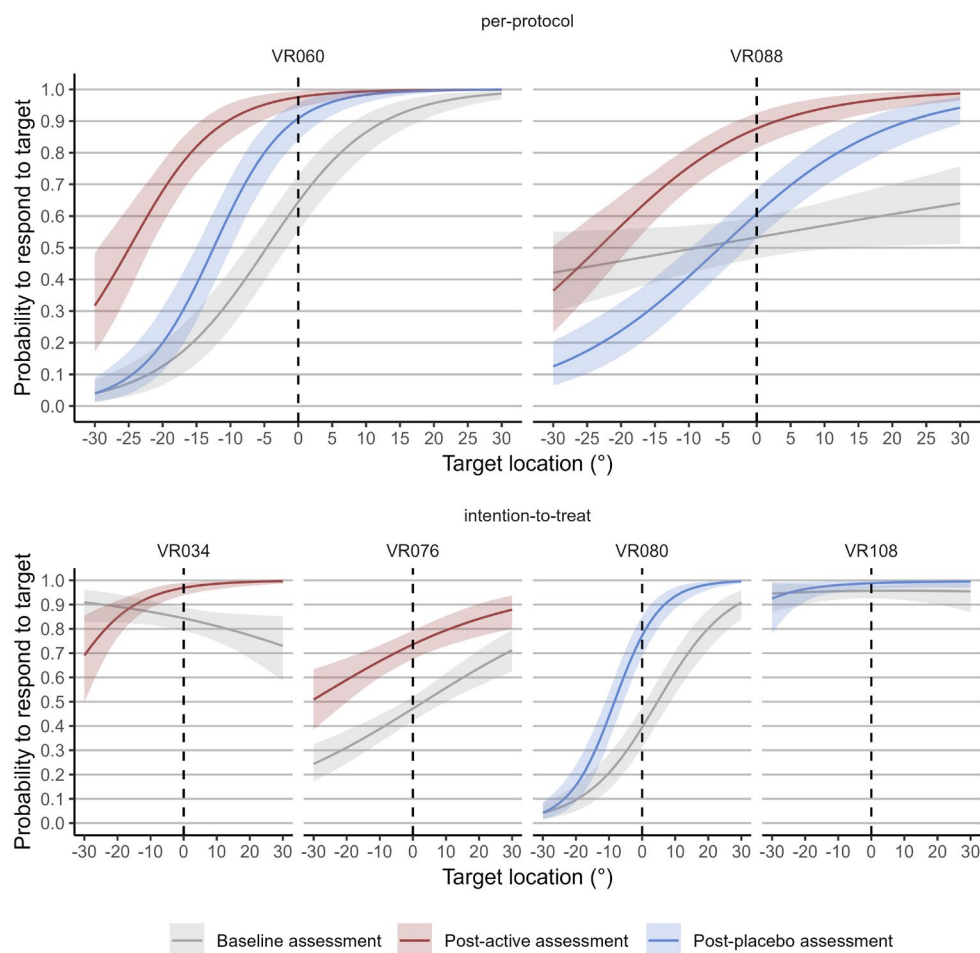 per-protocol
VR060 VR088
Probability to respond to target
1.0
0.9
0.8
0.7
0.6
0.5
0.4
0.3
0.2
0.1
0.0
-30 -25 -20 -15 -10 -5 0 5 10 15 20 25 30 -30 -25 -20 -15 -10 -5 0 5 10 15 20 25 30
Target location (°)
intention-to-treat
VR034 VR076 VR080 VR108
Probability to respond to target
1.0
0.9
0.8
0.7
0.6
0.5
0.4
0.3
0.2
0.1
0.0
-30 -20 -10 0 10 20 30 -30 -20 -10 0 10 20 30 -30 -20 -10 0 10 20 30 -30 -20 -10 0 10 20 30
Target location (°)
Baseline assessment Post-active assessment Post-placebo assessment